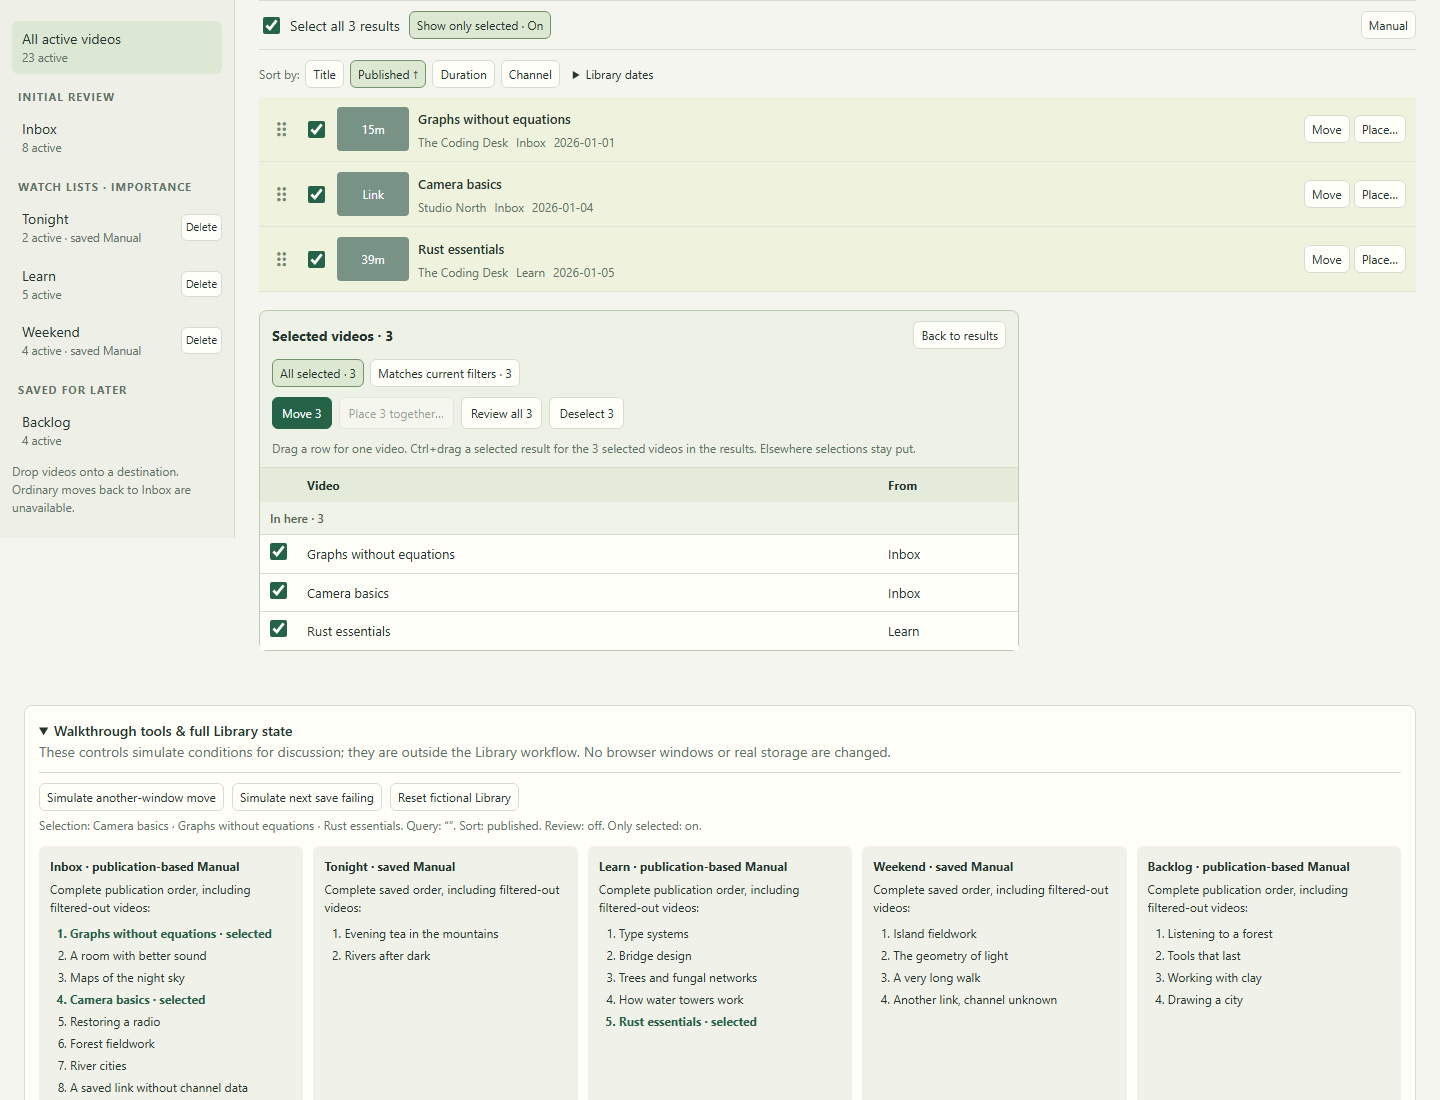 All active videos
23 active
INITIAL REVIEW
Inbox
8 active
WATCH LISTS · IMPORTANCE
Tonight
2 active · saved Manual
Delete
Learn
5 active
Delete
Weekend
4 active · saved Manual
Delete
SAVED FOR LATER
Backlog
4 active
Drop videos onto a destination.
Ordinary moves back to Inbox are
unavailable.
Select all 3 results
Show only selected · On
Manual
Sort by:
Title
Published ↑
Duration
Channel
▶ Library dates
15m
Graphs without equations
The Coding Desk Inbox 2026-01-01
Move
Place...
Link
Camera basics
Studio North Inbox 2026-01-04
Move
Place...
39m
Rust essentials
The Coding Desk Learn 2026-01-05
Move
Place...
Selected videos · 3
Back to results
All selected · 3
Matches current filters · 3
Move 3
Place 3 together...
Review all 3
Deselect 3
Drag a row for one video. Ctrl+drag a selected result for the 3 selected videos in the results. Elsewhere selections stay put.
Video
From
In here · 3
Graphs without equations
Inbox
Camera basics
Inbox
Rust essentials
Learn
▼ Walkthrough tools & full Library state
These controls simulate conditions for discussion; they are outside the Library workflow. No browser windows or real storage are changed.
Simulate another-window move
Simulate next save failing
Reset fictional Library
Selection: Camera basics · Graphs without equations · Rust essentials. Query: “”. Sort: published. Review: off. Only selected: on.
Inbox · publication-based Manual
Complete publication order, including
filtered-out videos:
1. Graphs without equations · selected
2. A room with better sound
3. Maps of the night sky
4. Camera basics · selected
5. Restoring a radio
6. Forest fieldwork
7. River cities
8. A saved link without channel data
Tonight · saved Manual
Complete saved order, including filtered-out
videos:
1. Evening tea in the mountains
2. Rivers after dark
Learn · publication-based Manual
Complete publication order, including
filtered-out videos:
1. Type systems
2. Bridge design
3. Trees and fungal networks
4. How water towers work
5. Rust essentials · selected
Weekend · saved Manual
Complete saved order, including filtered-out
videos:
1. Island fieldwork
2. The geometry of light
3. A very long walk
4. Another link, channel unknown
Backlog · publication-based Manual
Complete publication order, including
filtered-out videos:
1. Listening to a forest
2. Tools that last
3. Working with clay
4. Drawing a city